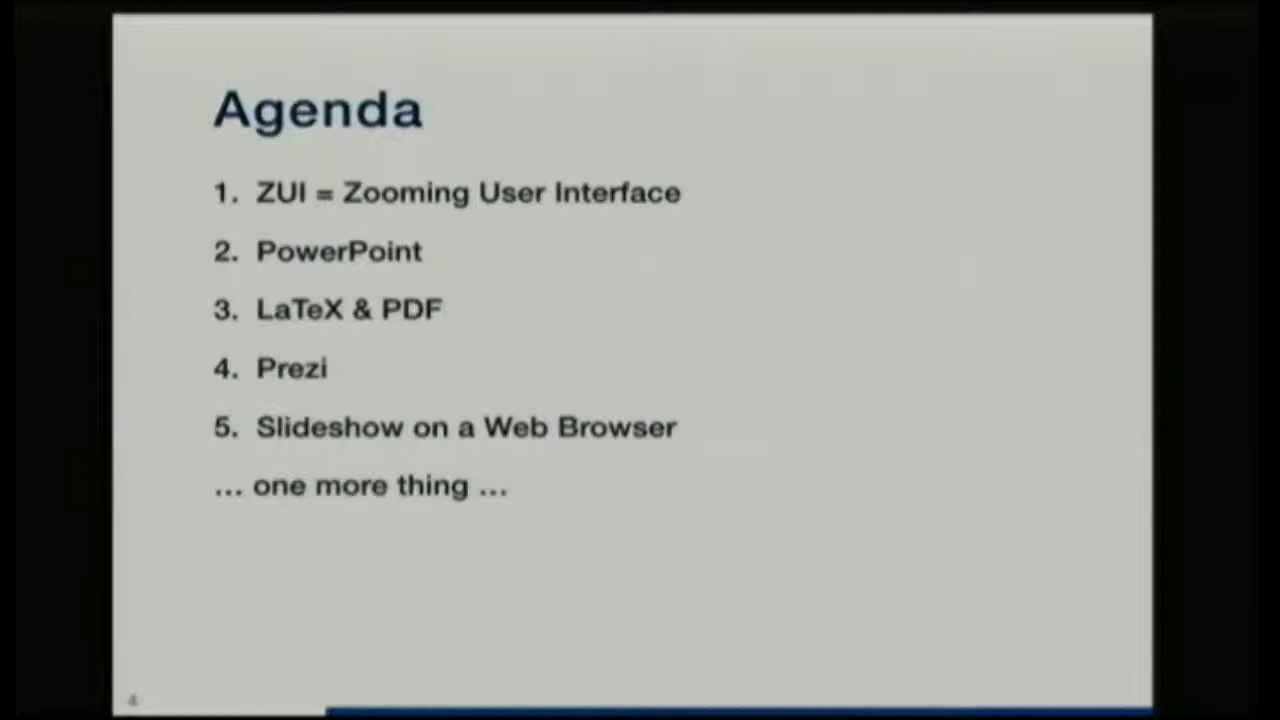 Agenda
1. ZUI = Zooming User Interface
2. PowerPoint
3. LaTeX & PDF
4. Prezi
5. Slideshow on a Web Browser
... one more thing ...
4